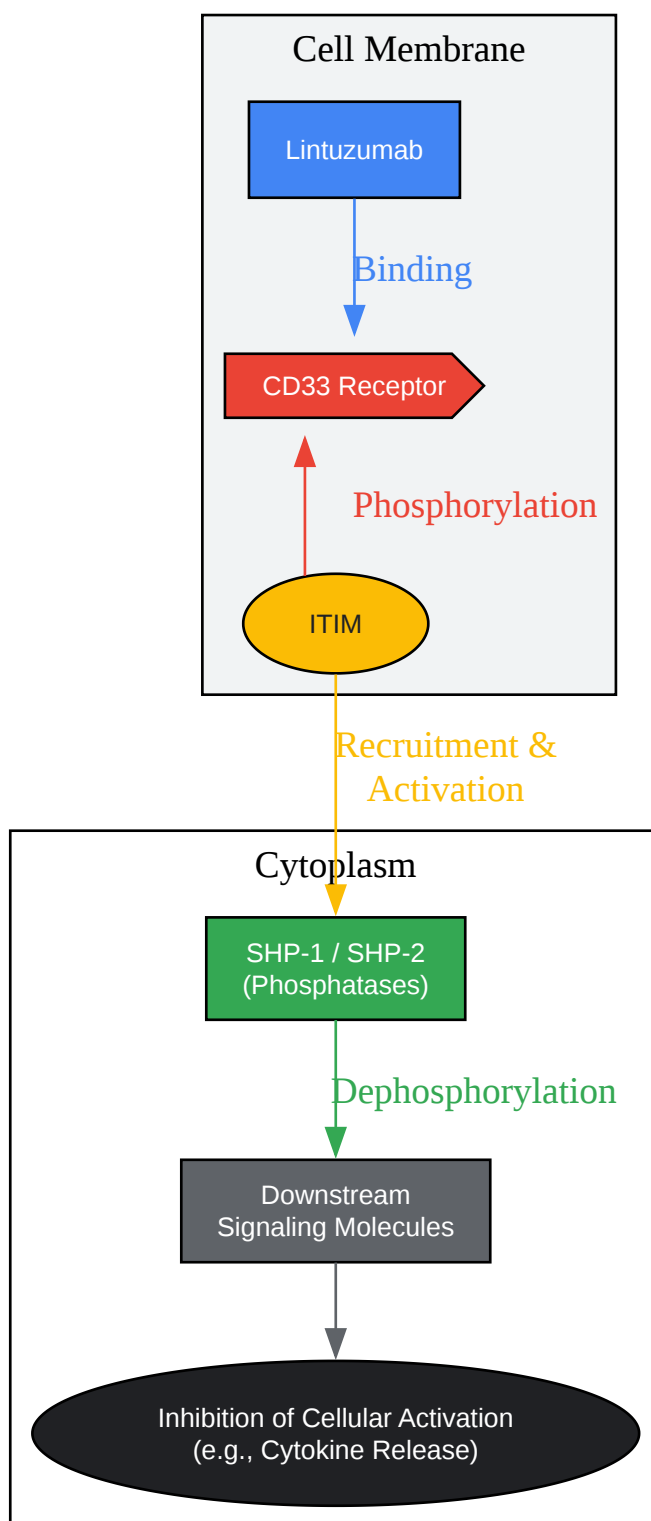 Cell Membrane
Lintuzumab
Binding
CD33 Receptor
Phosphorylation
ITIM
Recruitment &
Activation
Cytoplasm
SHP-1 / SHP-2
(Phosphatases)
Dephosphorylation
Downstream
Signaling Molecules
Inhibition of Cellular Activation
(e.g., Cytokine Release)